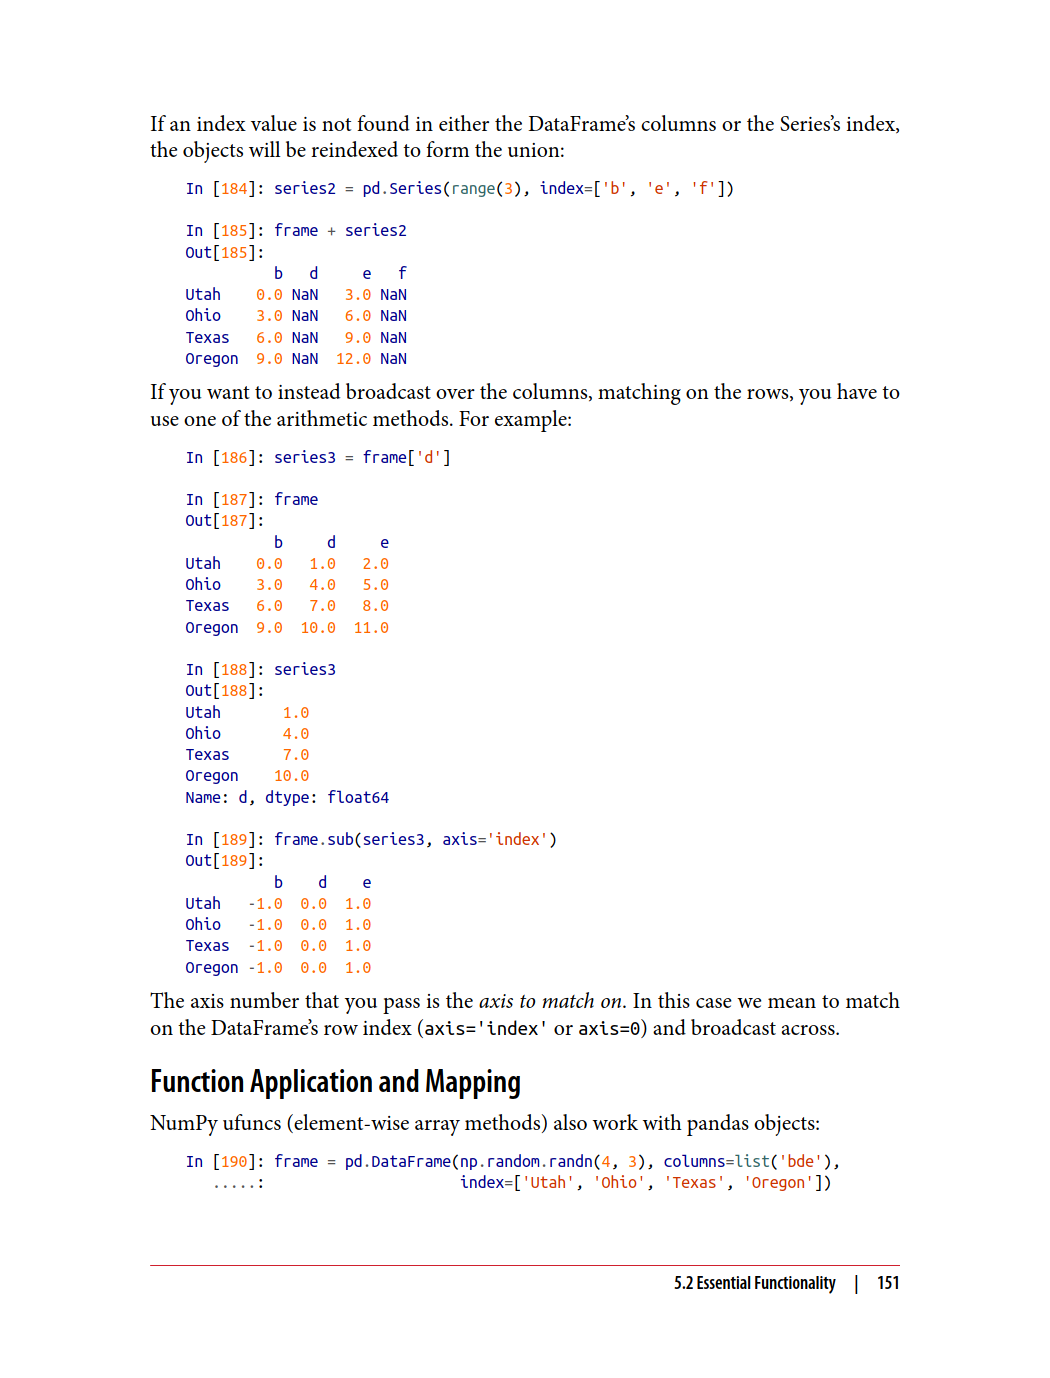 If an index value is not found in either the DataFrame’s columns or the Series’s index,
the objects will be reindexed to form the union:
In [184]: series2 = pd.Series(range(3), index=['b', 'e', 'f'])
In [185]: frame + series2
Out[185]:
          b   d     e   f
Utah    0.0 NaN   3.0 NaN
Ohio    3.0 NaN   6.0 NaN
Texas   6.0 NaN   9.0 NaN
Oregon  9.0 NaN  12.0 NaN
If you want to instead broadcast over the columns, matching on the rows, you have to
use one of the arithmetic methods. For example:
In [186]: series3 = frame['d']
In [187]: frame
Out[187]:
          b     d     e
Utah    0.0   1.0   2.0
Ohio    3.0   4.0   5.0
Texas   6.0   7.0   8.0
Oregon  9.0  10.0  11.0
In [188]: series3
Out[188]:
Utah       1.0
Ohio       4.0
Texas      7.0
Oregon    10.0
Name: d, dtype: float64
In [189]: frame.sub(series3, axis='index')
Out[189]:
          b    d    e
Utah   -1.0  0.0  1.0
Ohio   -1.0  0.0  1.0
Texas  -1.0  0.0  1.0
Oregon -1.0  0.0  1.0
The axis number that you pass is the axis to match on. In this case we mean to match
on the DataFrame’s row index (axis='index' or axis=0) and broadcast across.
Function Application and Mapping
NumPy ufuncs (element-wise array methods) also work with pandas objects:
In [190]: frame = pd.DataFrame(np.random.randn(4, 3), columns=list('bde'),
   .....:                      index=['Utah', 'Ohio', 'Texas', 'Oregon'])
5.2 Essential Functionality | 151